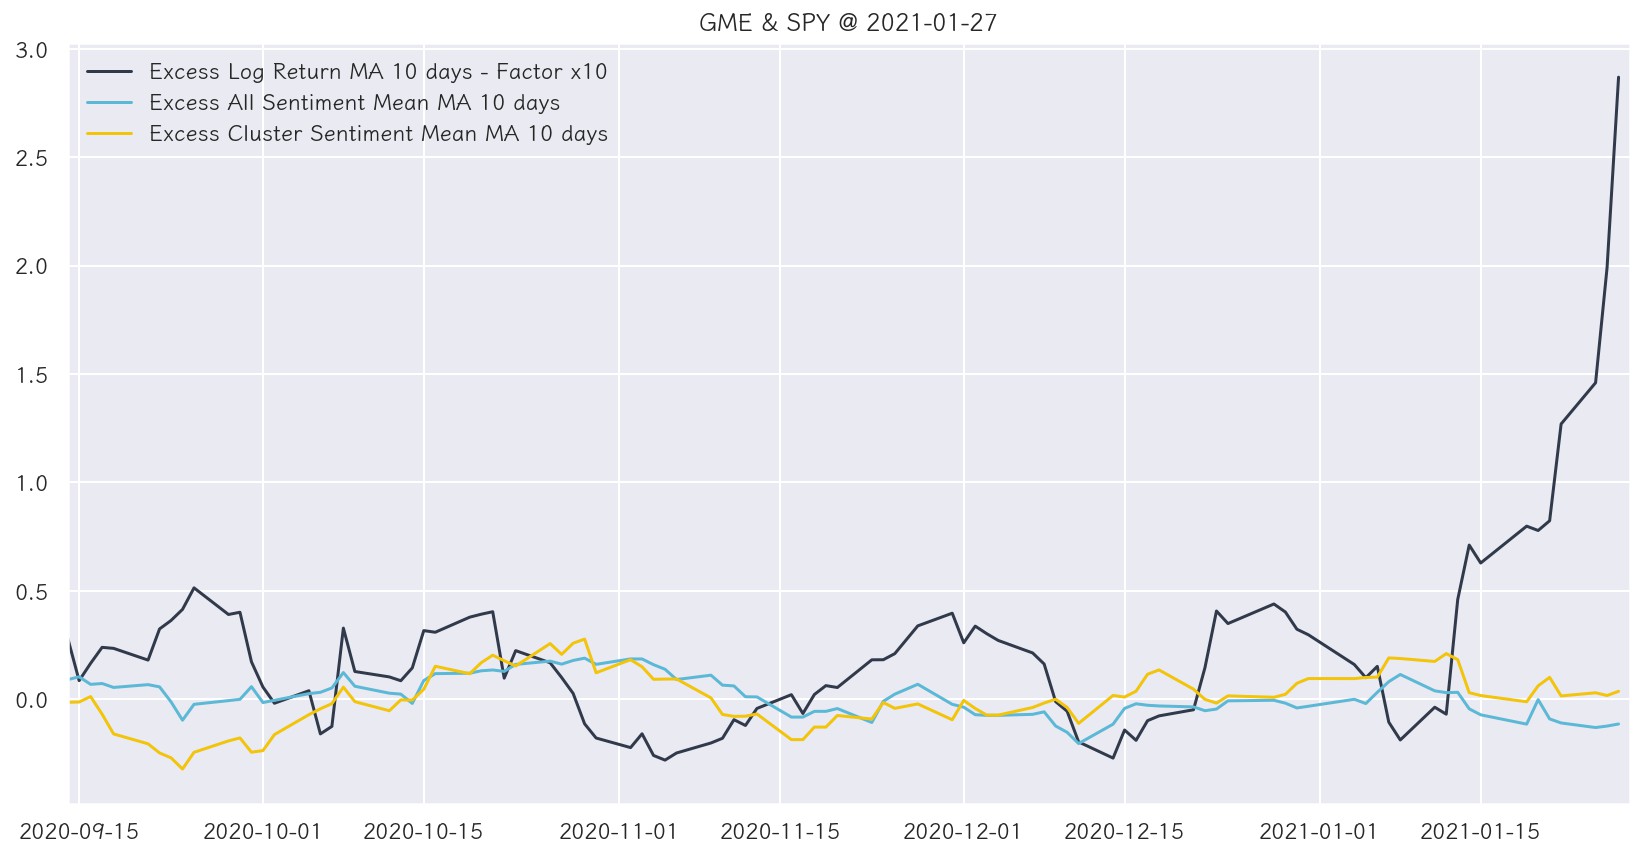 GME & SPY @ 2021-01-27
3.0
Excess Log Return MA 10 days - Factor x10
Excess All Sentiment Mean MA 10 days
Excess Cluster Sentiment Mean MA 10 days
2.5
2.0
1.5
1.0
0.5
0.0
2020-09-15 2020-10-01 2020-10-15 2020-11-01 2020-11-15 2020-12-01 2020-12-15 2021-01-01 2021-01-15